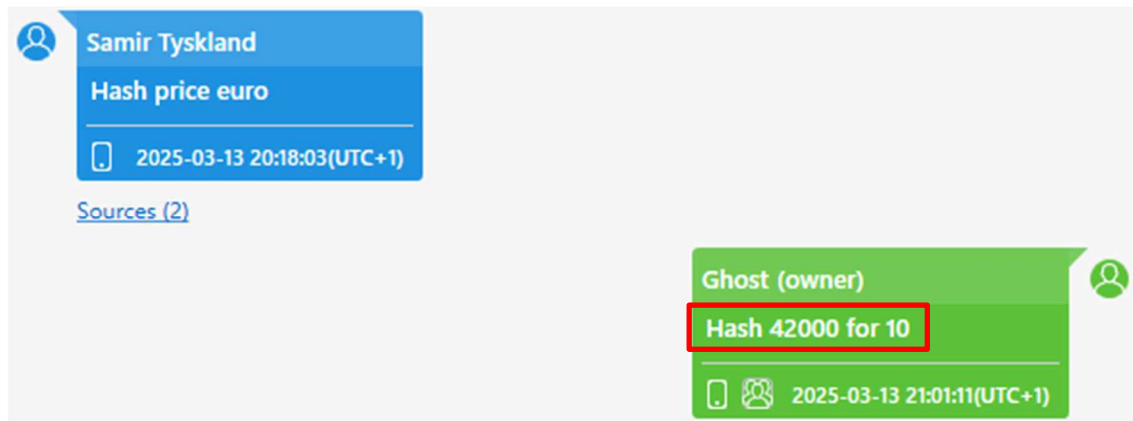 Samir Tyskland
Hash price euro
2025-03-13 20:18:03(UTC+1)
Sources (2)
Ghost (owner)
Hash 42000 for 10
2025-03-13 21:01:11(UTC+1)